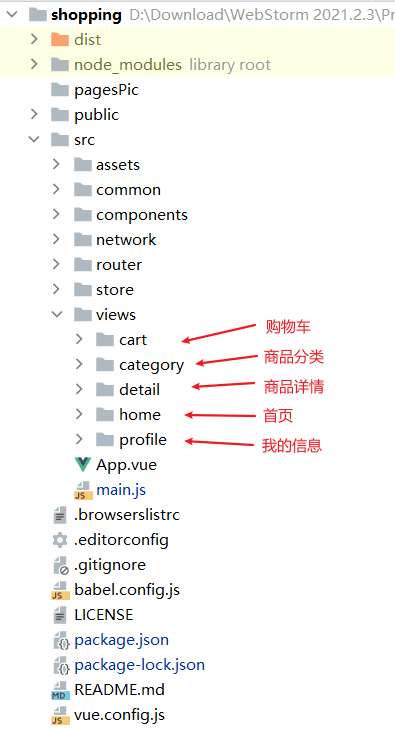 shopping D:\Download\WebStorm 2021.2.3\Pr
dist
node_modules library root
pagesPic
public
src
assets
common
components
network
router
store
views
cart 购物车
category 商品分类
detail 商品详情
home 首页
profile 我的信息
App.vue
main.js
.browserslistrc
.editorconfig
.gitignore
babel.config.js
LICENSE
package.json
package-lock.json
README.md
vue.config.js